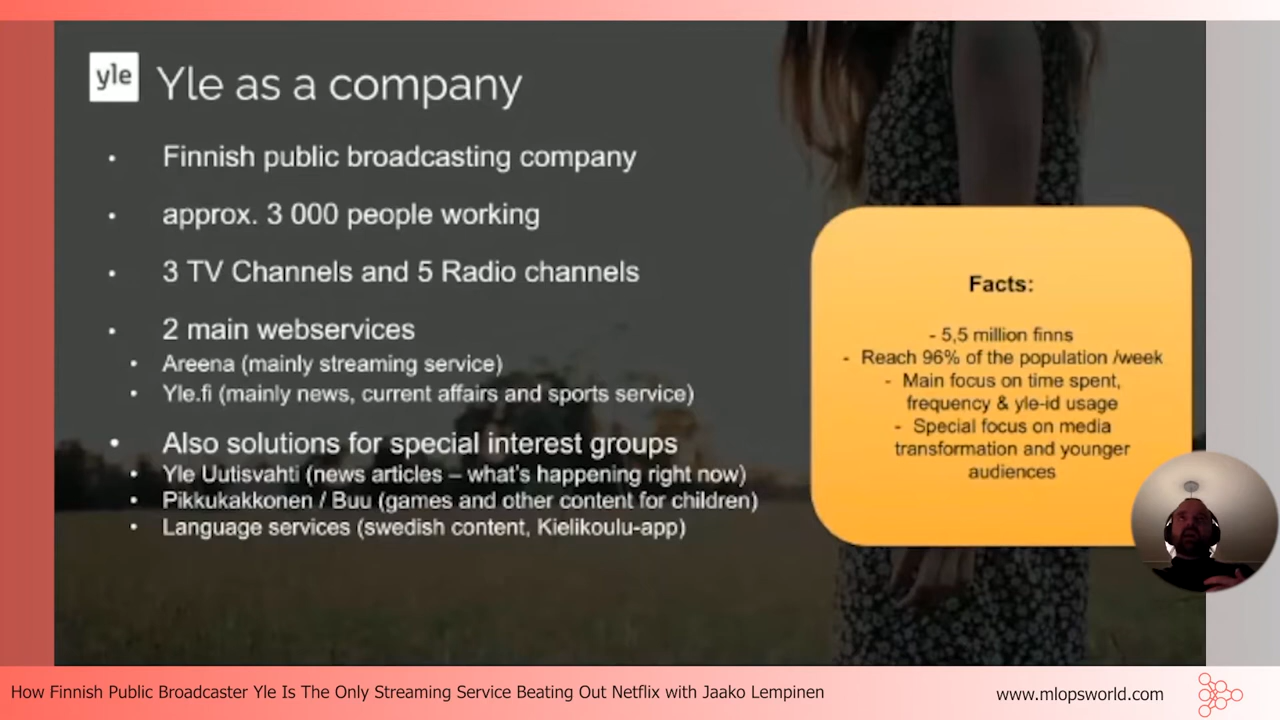 yle
Yle as a company
• Finnish public broadcasting company
• approx. 3 000 people working
• 3 TV Channels and 5 Radio channels
• 2 main webservices
• Areena (mainly streaming service)
• Yle.fi (mainly news, current affairs and sports service)
• Also solutions for special interest groups
• Yle Uutisvahti (news articles – what's happening right now)
• Pikkukakkonen / Buu (games and other content for children)
• Language services (swedish content, Kielikoulu-app)
Facts:
- 5,5 million finns
- Reach 96% of the population /week
- Main focus on time spent,
frequency & yle-id usage
- Special focus on media
transformation and younger
audiences
How Finnish Public Broadcaster Yle Is The Only Streaming Service Beating Out Netflix with Jaako Lempinen
www.mlopsworld.com